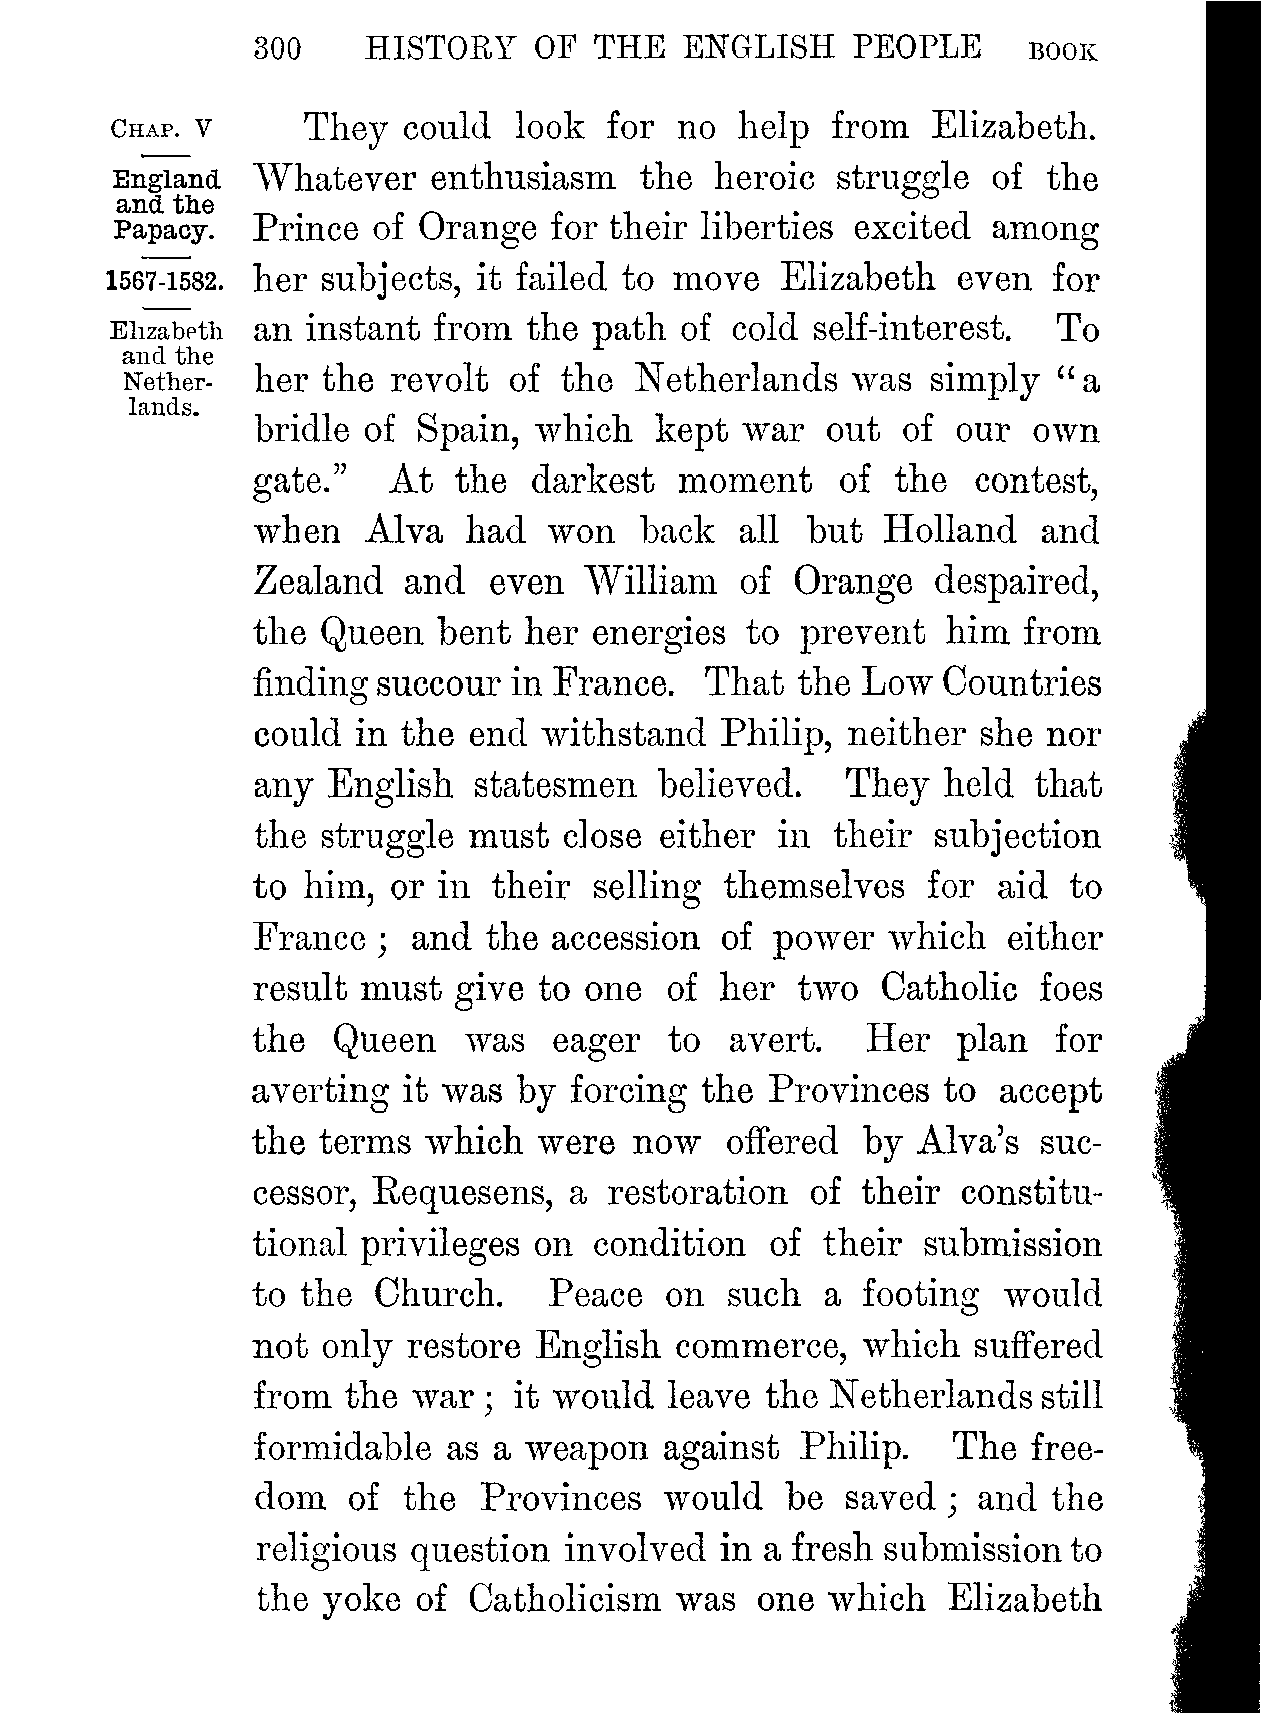 300 HISTORY OF THE ENGLISH PEOPLE BOOK
CHAP. V
England
and the
Papacy.
1567-1582.
Elizabeth
and the
Nether-
lands.
They could look for no help from Elizabeth.
Whatever enthusiasm the heroic struggle of the
Prince of Orange for their liberties excited among
her subjects, it failed to move Elizabeth even for
an instant from the path of cold self-interest. To
her the revolt of the Netherlands was simply “a
bridle of Spain, which kept war out of our own
gate.” At the darkest moment of the contest,
when Alva had won back all but Holland and
Zealand and even William of Orange despaired,
the Queen bent her energies to prevent him from
finding succour in France. That the Low Countries
could in the end withstand Philip, neither she nor
any English statesmen believed. They held that
the struggle must close either in their subjection
to him, or in their selling themselves for aid to
France ; and the accession of power which either
result must give to one of her two Catholic foes
the Queen was eager to avert. Her plan for
averting it was by forcing the Provinces to accept
the terms which were now offered by Alva’s suc-
cessor, Requesens, a restoration of their constitu-
tional privileges on condition of their submission
to the Church. Peace on such a footing would
not only restore English commerce, which suffered
from the war ; it would leave the Netherlands still
formidable as a weapon against Philip. The free-
dom of the Provinces would be saved ; and the
religious question involved in a fresh submission to
the yoke of Catholicism was one which Elizabeth